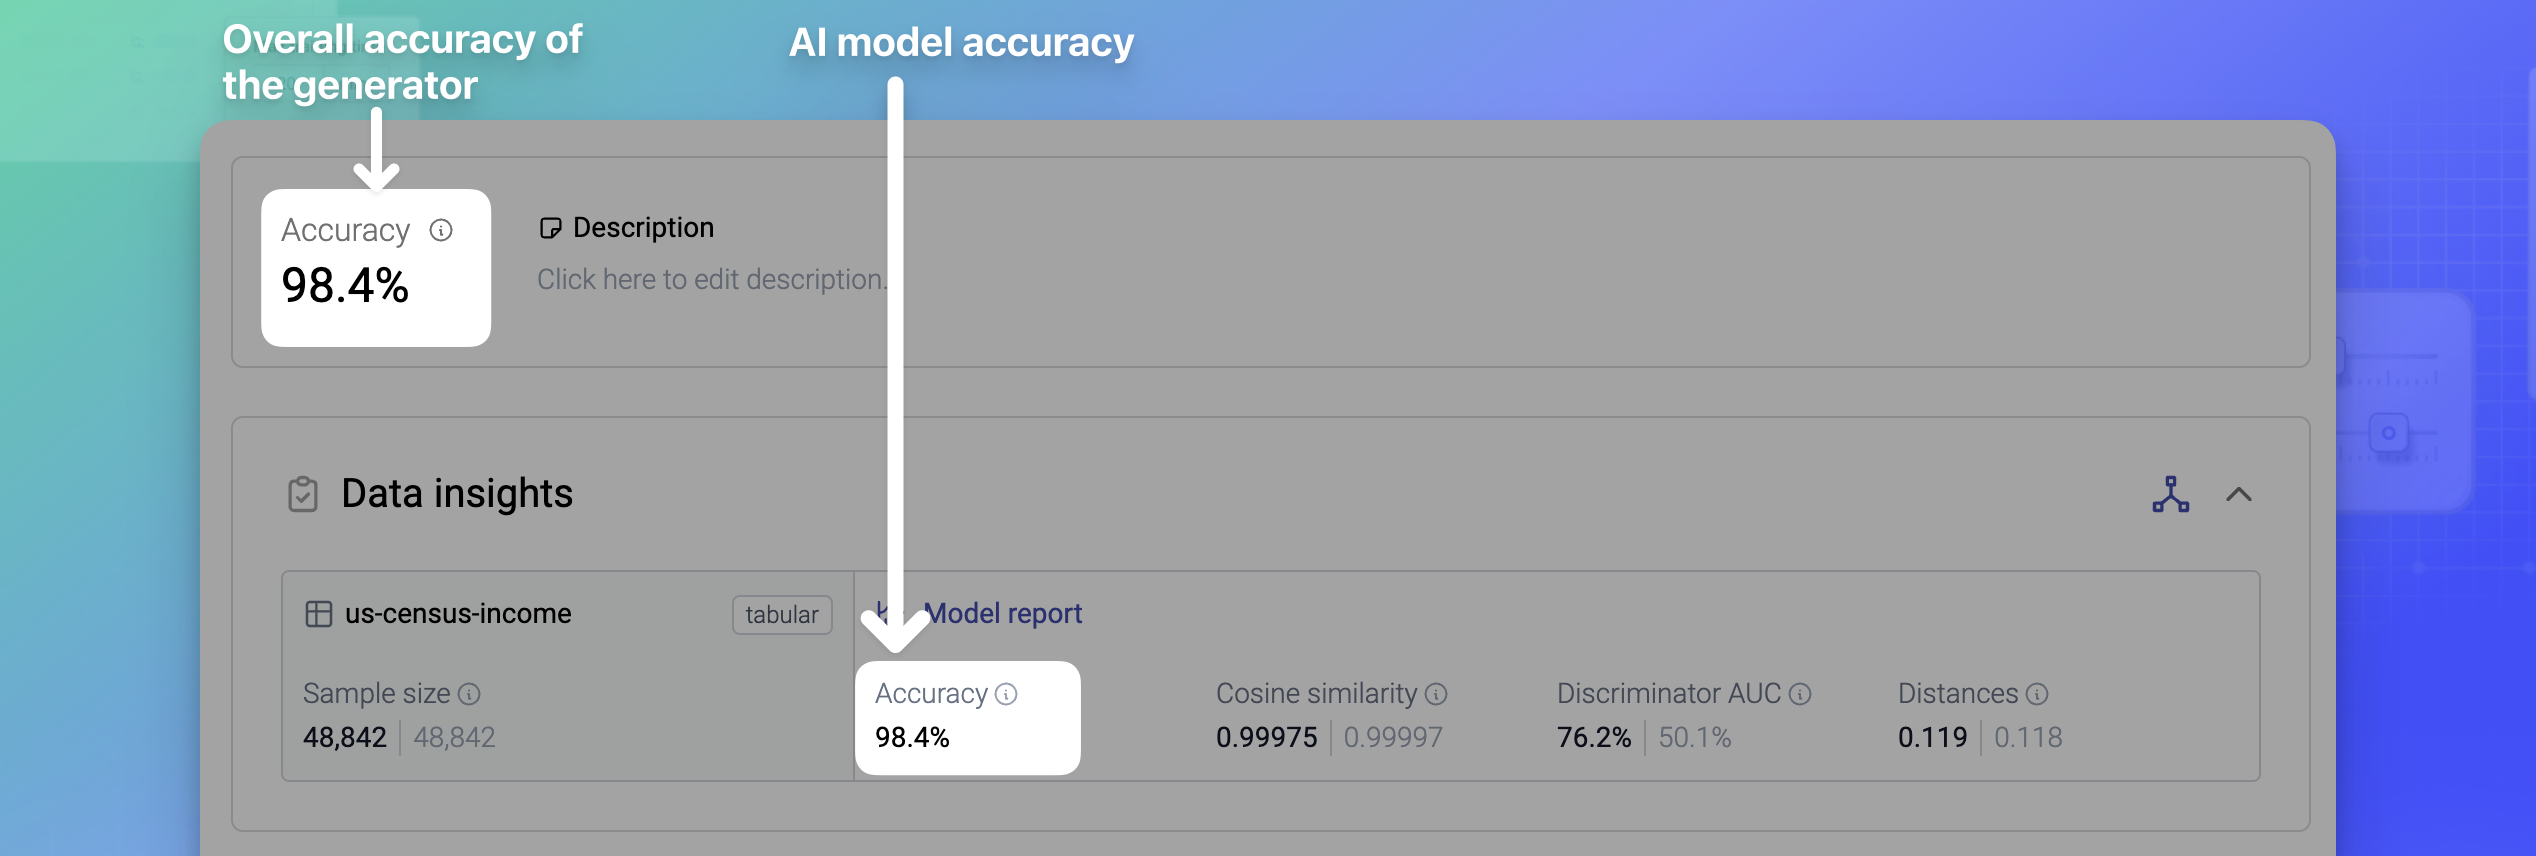 Overall accuracy of
the generator
AI model accuracy
Accuracy
98.4%
Description
Click here to edit description.
Data insights
us-census-income
tabular
Model report
Sample size
48,842 | 48,842
Accuracy
98.4%
Cosine similarity
0.99975 | 0.99997
Discriminator AUC
76.2% | 50.1%
Distances
0.119 | 0.118